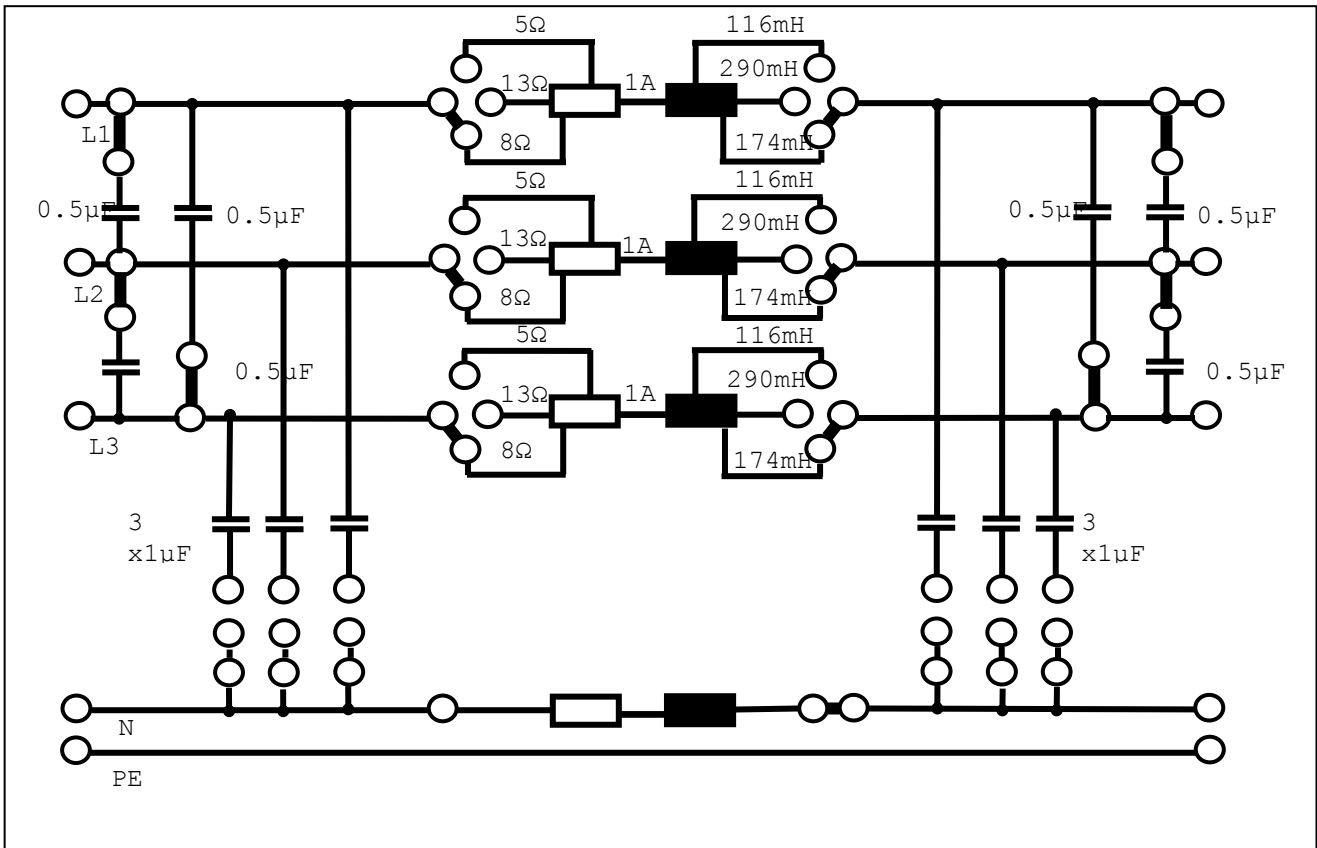 5Ω 116mH
290mH
13Ω 1A
L1
8Ω 174mH
5Ω 116mH
0.5µF 0.5µF 0.5µF 0.5µF
290mH
13Ω 1A
L2
8Ω 174mH
5Ω 116mH
0.5µF 290mH 0.5µF
13Ω 1A
L3
8Ω 174mH
3 3
x1µF x1µF
N
PE